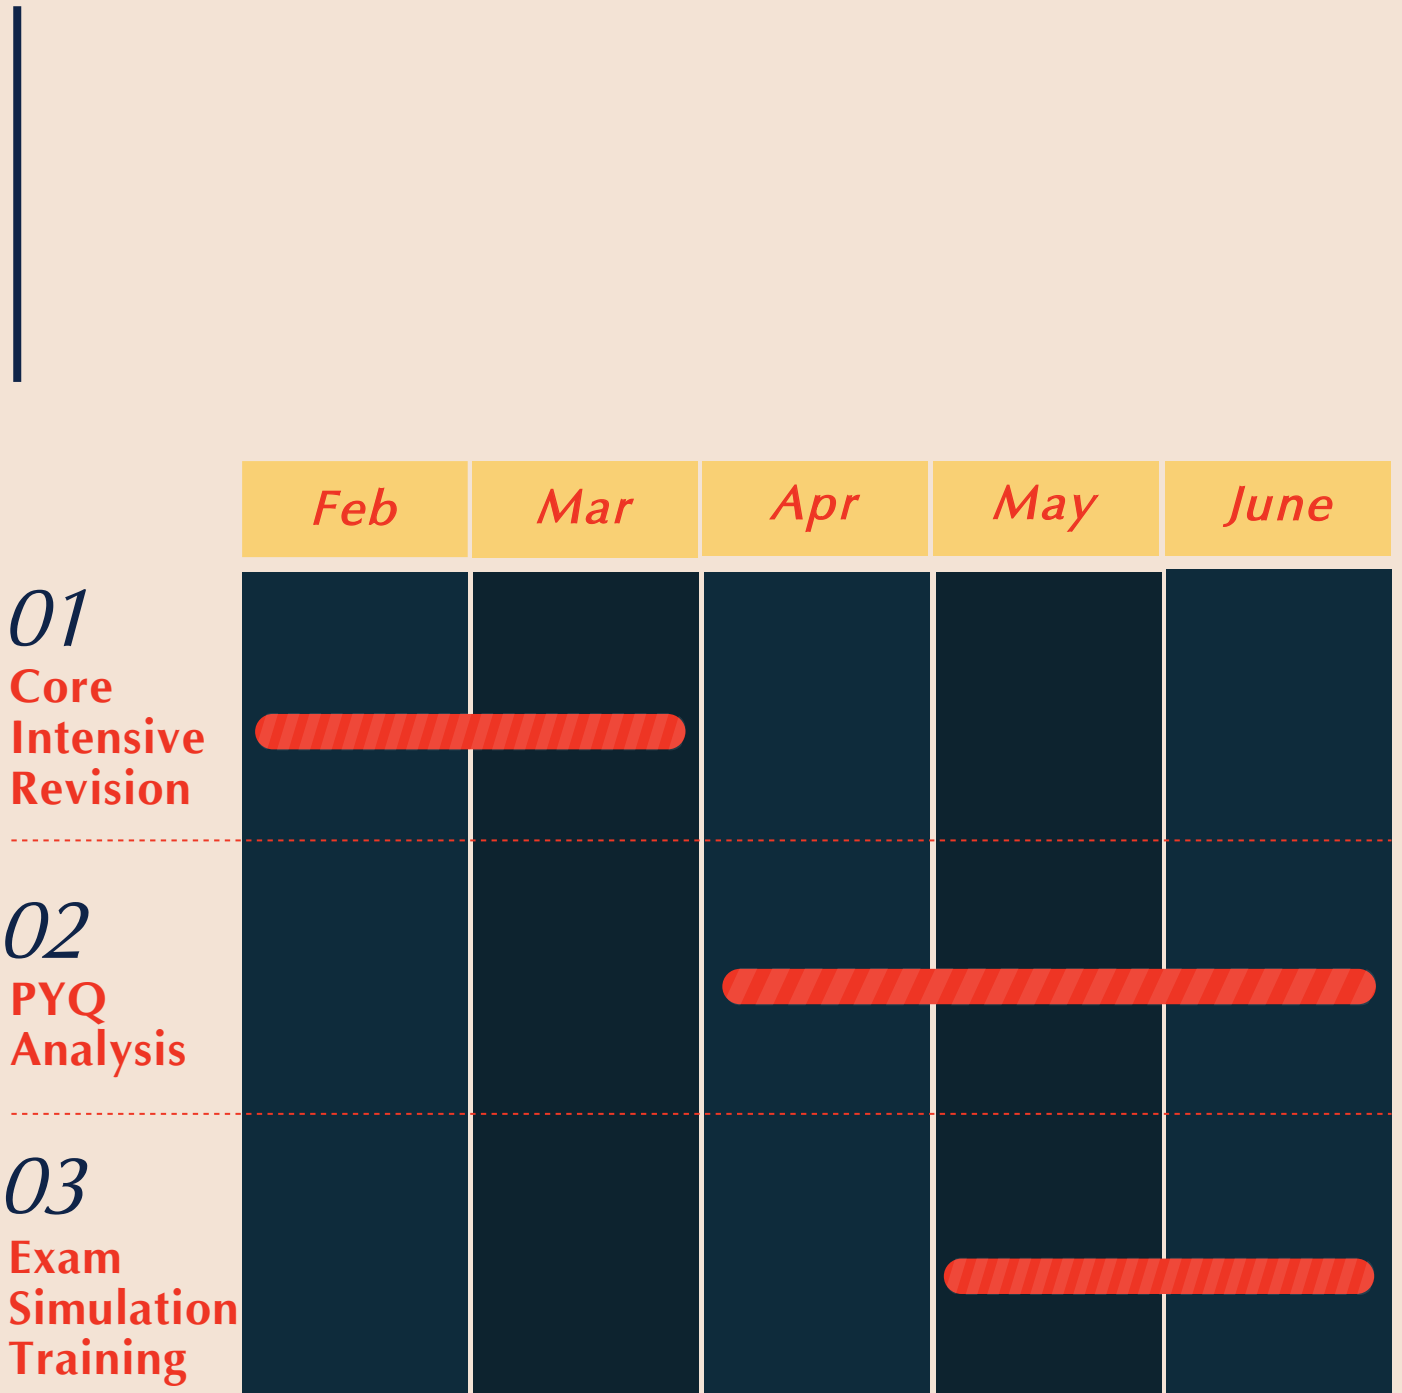 Feb Mar Apr May June
01
Core
Intensive
Revision
02
PYQ
Analysis
03
Exam
Simulation
Training